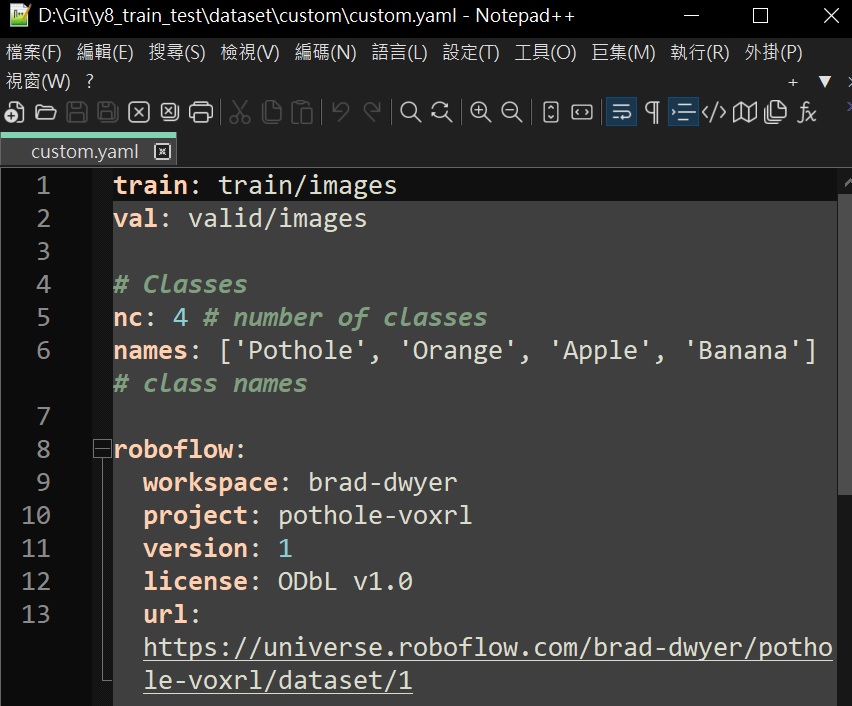 D:\Git\y8_train_test\dataset\custom\custom.yaml - Notepad++
檔案(F) 編輯(E) 搜尋(S) 檢視(V) 編碼(N) 語言(L) 設定(T) 工具(O) 巨集(M) 執行(R) 外掛(P)
視窗(W) ?
custom.yaml
1 train: train/images
2 val: valid/images
3
4 # Classes
5 nc: 4 # number of classes
6 names: ['Pothole', 'Orange', 'Apple', 'Banana']
# class names
7
8 roboflow:
9 workspace: brad-dwyer
10 project: pothole-voxrl
11 version: 1
12 license: ODbL v1.0
13 url:
https://universe.roboflow.com/brad-dwyer/potho
le-voxrl/dataset/1